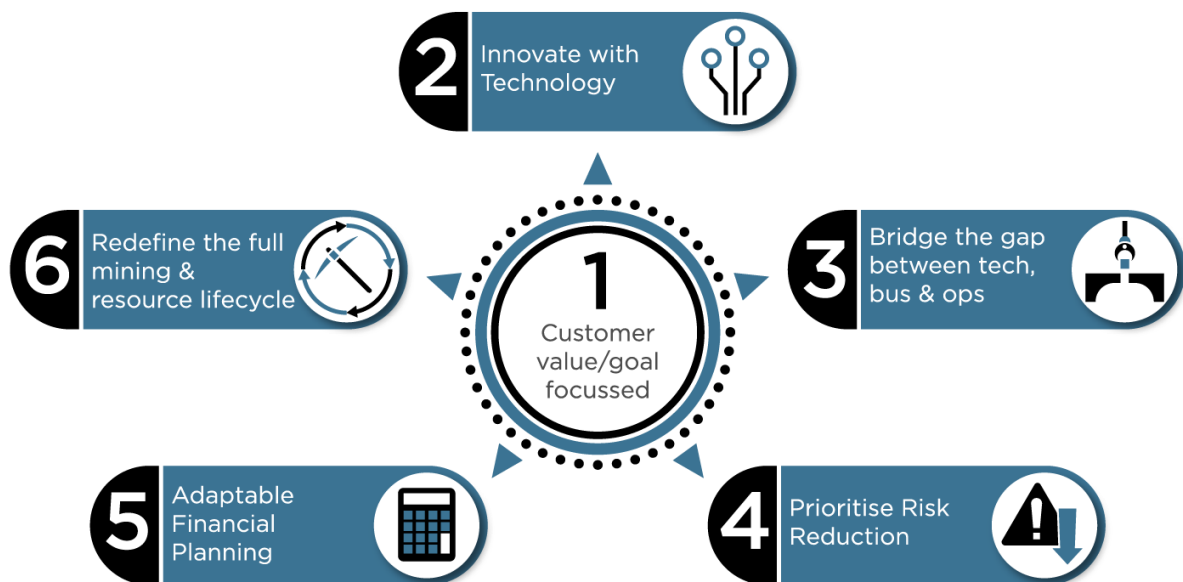 1
Customer
value/goal
focussed
2
Innovate with
Technology
3
Bridge the gap
between tech,
bus & ops
4
Prioritise Risk
Reduction
5
Adaptable
Financial
Planning
6
Redefine the full
mining &
resource lifecycle